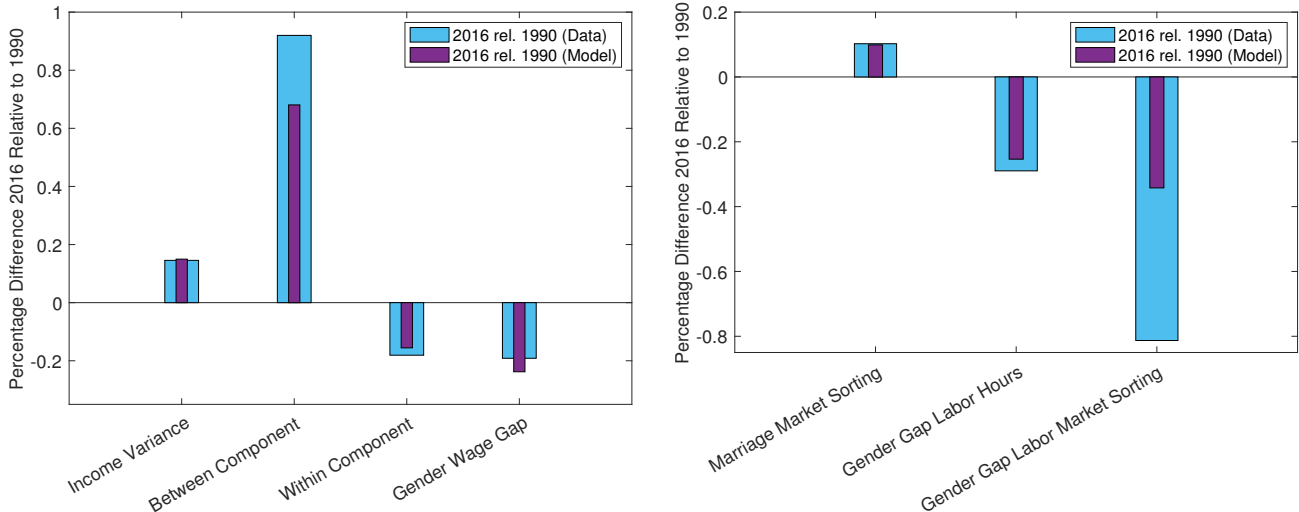 Percentage Difference 2016 Relative to 1990
1
0.8
0.6
0.4
0.2
0
-0.2
2016 rel. 1990 (Data)
2016 rel. 1990 (Model)
Income Variance
Between Component
Within Component
Gender Wage Gap
Percentage Difference 2016 Relative to 1990
0.2
0
-0.2
-0.4
-0.6
-0.8
2016 rel. 1990 (Data)
2016 rel. 1990 (Model)
Marriage Market Sorting
Gender Gap Labor Hours
Gender Gap Labor Market Sorting